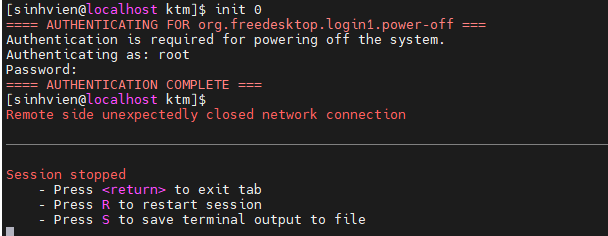 [sinhvien@localhost ktm]$ init 0
==== AUTHENTICATING FOR org.freedesktop.login1.power-off ===
Authentication is required for powering off the system.
Authenticating as: root
Password:
==== AUTHENTICATION COMPLETE ===
[sinhvien@localhost ktm]$
Remote side unexpectedly closed network connection
Session stopped
- Press <return> to exit tab
- Press R to restart session
- Press S to save terminal output to file